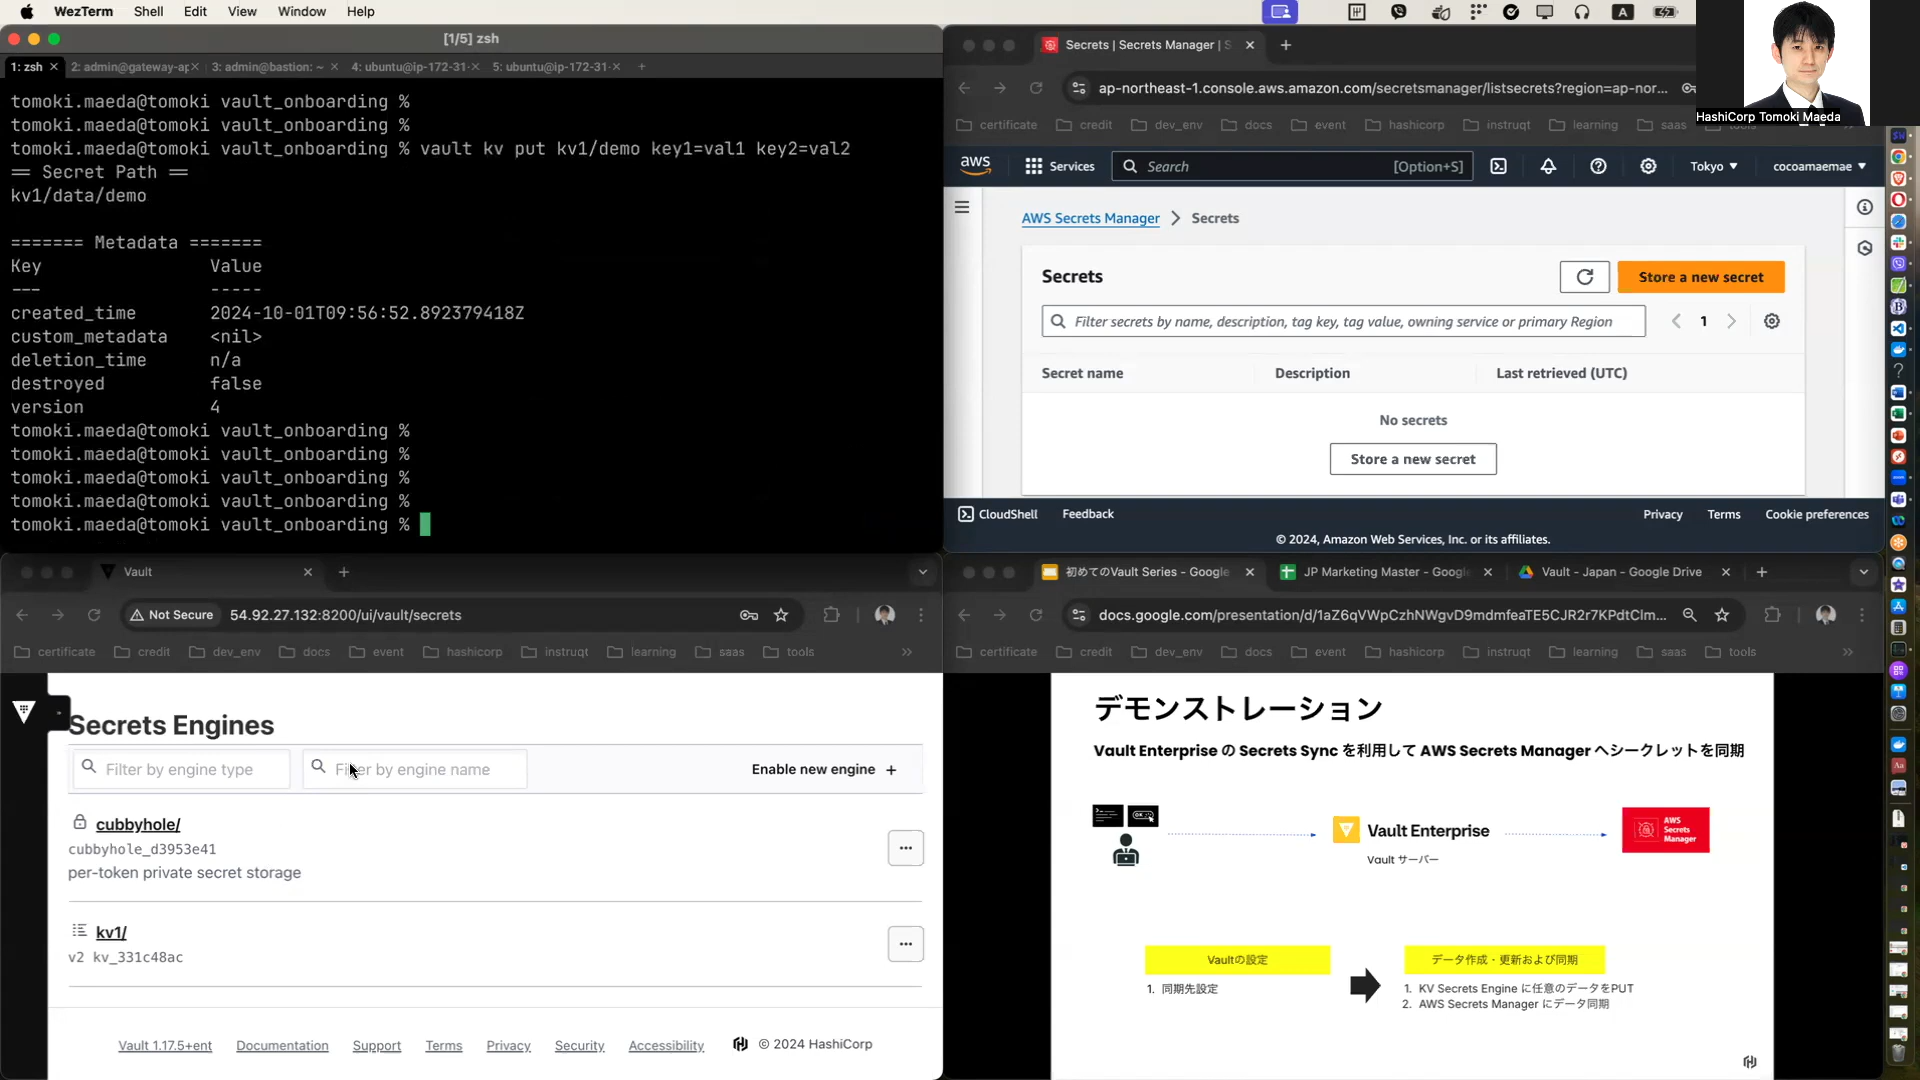 WezTerm Shell Edit View Window Help
A
[1/5] zsh
1: zsh × 2: admin@gateway-ap × 3: admin@bastion: ~ × 4: ubuntu@ip-172-31- × 5: ubuntu@ip-172-31- × +
tomoki.maeda@tomoki vault_onboarding %
tomoki.maeda@tomoki vault_onboarding %
tomoki.maeda@tomoki vault_onboarding % vault kv put kv1/demo key1=val1 key2=val2
== Secret Path ==
kv1/data/demo
======= Metadata =======
Key Value
--- -----
created_time 2024-10-01T09:56:52.892379418Z
custom_metadata <nil>
deletion_time n/a
destroyed false
version 4
tomoki.maeda@tomoki vault_onboarding %
tomoki.maeda@tomoki vault_onboarding %
tomoki.maeda@tomoki vault_onboarding %
tomoki.maeda@tomoki vault_onboarding %
tomoki.maeda@tomoki vault_onboarding %
Secrets | Secrets Manager | S
ap-northeast-1.console.aws.amazon.com/secretsmanager/listsecrets?region=ap-nor...
HashiCorp Tomoki Maeda
certificate credit dev_env docs event hashicorp instruqt learning saas tools
aws Services Search [Option+S] Tokyo cocoamaemae
AWS Secrets Manager > Secrets
Secrets
Store a new secret
Filter secrets by name, description, tag key, tag value, owning service or primary Region
1
Secret name Description Last retrieved (UTC)
No secrets
Store a new secret
CloudShell Feedback Privacy Terms Cookie preferences
© 2024, Amazon Web Services, Inc. or its affiliates.
Vault
Not Secure 54.92.27.132:8200/ui/vault/secrets
certificate credit dev_env docs event hashicorp instruqt learning saas tools »
Secrets Engines
Filter by engine type
Filter by engine name
Enable new engine +
cubbyhole/
cubbyhole_d3953e41
per-token private secret storage
kv1/
v2 kv_331c48ac
Vault 1.17.5+ent Documentation Support Terms Privacy Security Accessibility © 2024 HashiCorp
初めてのVault Series - Google JP Marketing Master - Google Vault - Japan - Google Drive
docs.google.com/presentation/d/1aZ6qVWpCzhNWgvD9mdmfeaTE5CJR2r7KPdtClm...
certificate credit dev_env docs event hashicorp instruqt learning saas tools »
デモンストレーション
Vault Enterprise の Secrets Sync を利用して AWS Secrets Manager へシークレットを同期
Vault Enterprise
Vault サーバー
AWS
Secrets
Manager
Vaultの設定
1. 同期先設定
データ作成・更新および同期
1. KV Secrets Engine に任意のデータをPUT
2. AWS Secrets Manager にデータ同期